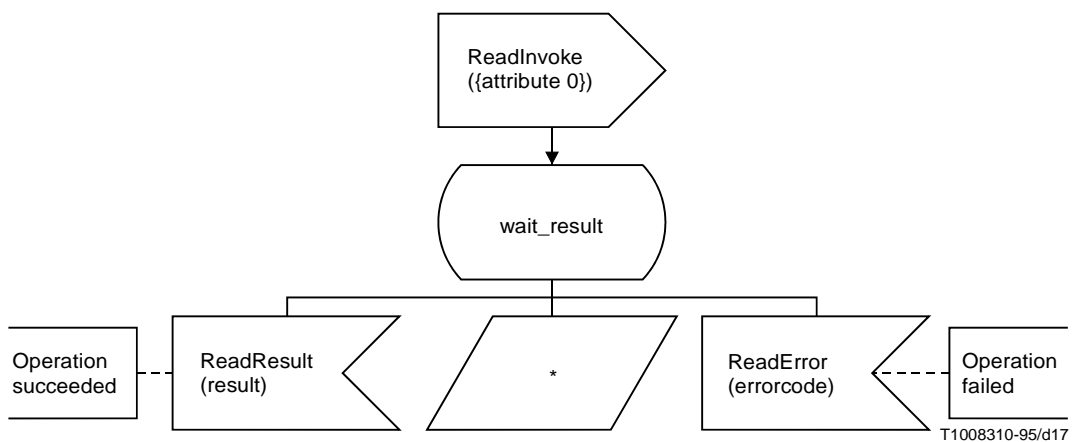 ReadInvoke
({attribute 0})
wait_result
Operation
succeeded
ReadResult
(result)
*
ReadError
(errorcode)
Operation
failed
T1008310-95/d17